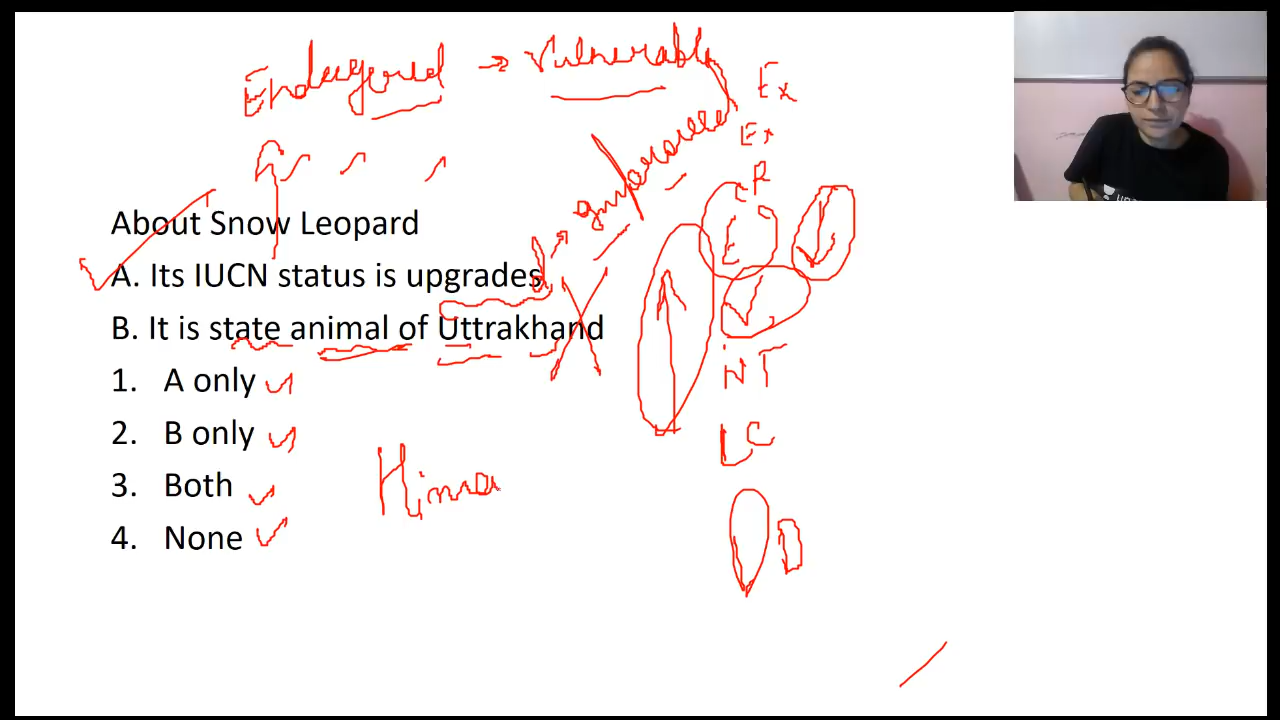 Endangered → Vulnerable
Ex
Ex
CR
E
V
NT
LC
D
About Snow Leopard
A. Its IUCN status is upgrades
B. It is state animal of Uttrakhand
1. A only
2. B only
3. Both
4. None
Hima